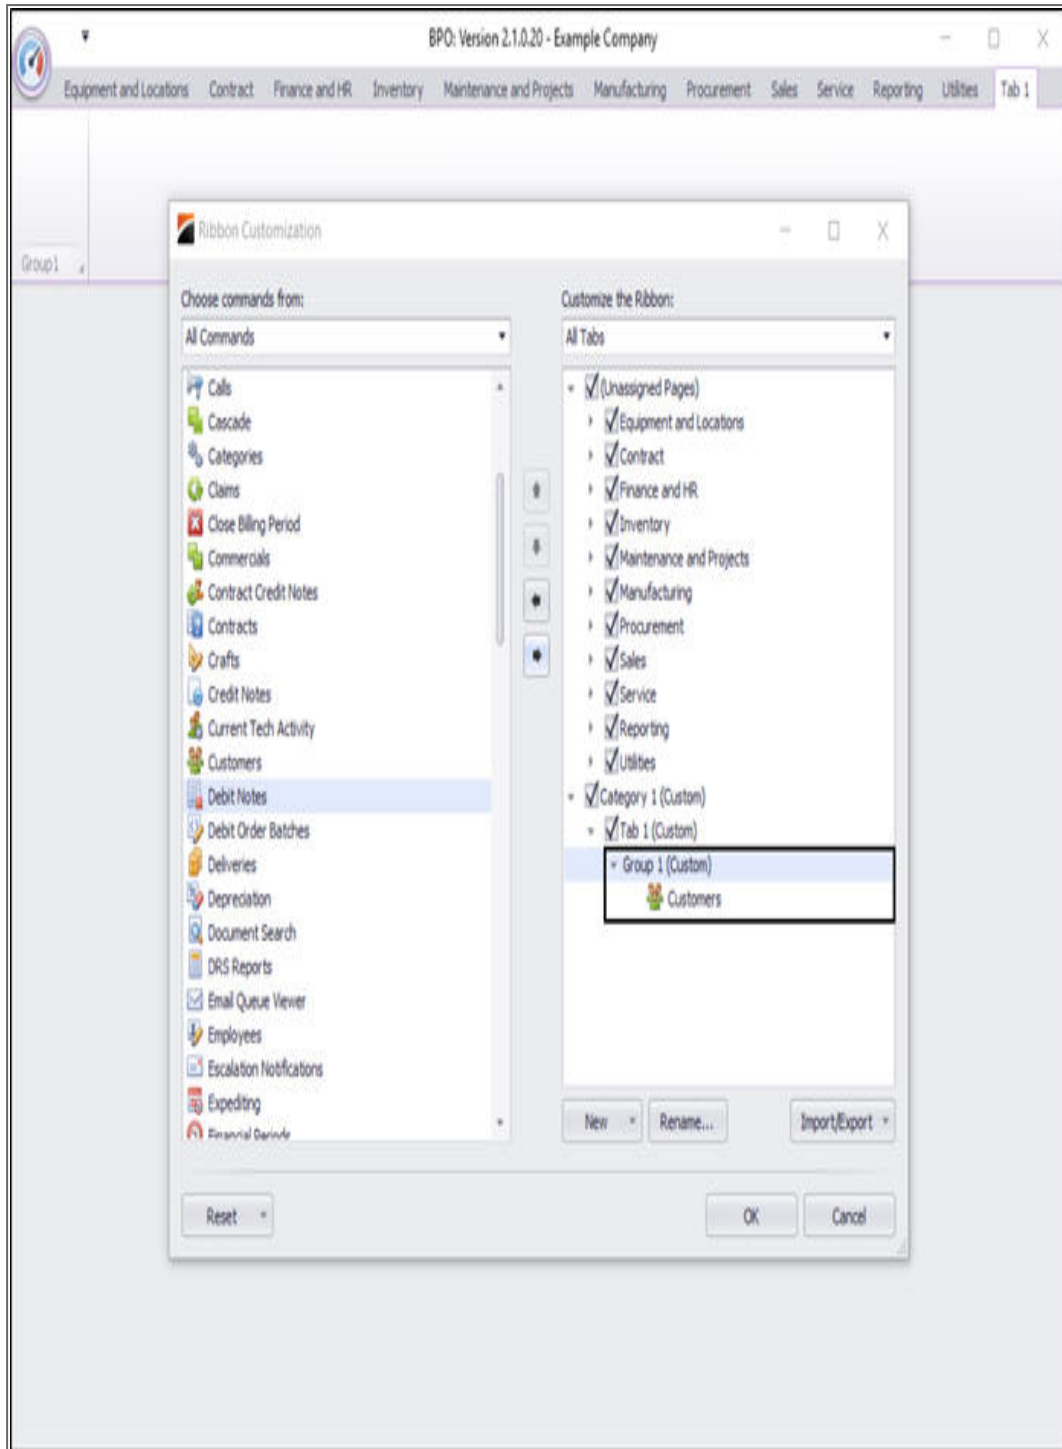 BPO: Version 2.1.0.20 - Example Company
Equipment and Locations Contract Finance and HR Inventory Maintenance and Projects Manufacturing Procurement Sales Service Reporting Utilities Tab 1
Group1
Ribbon Customization
Choose commands from:
All Commands
Calls
Cascade
Categories
Claims
Close Billing Period
Commercials
Contract Credit Notes
Contracts
Crafts
Credit Notes
Current Tech Activity
Customers
Debit Notes
Debit Order Batches
Deliveries
Depreciation
Document Search
DRS Reports
Email Queue Viewer
Employees
Escalation Notifications
Expediting
Financial Periods
Customize the Ribbon:
All Tabs
(Unassigned Pages)
Equipment and Locations
Contract
Finance and HR
Inventory
Maintenance and Projects
Manufacturing
Procurement
Sales
Service
Reporting
Utilities
Category 1 (Custom)
Tab 1 (Custom)
Group 1 (Custom)
Customers
New Rename... Import/Export
Reset OK Cancel